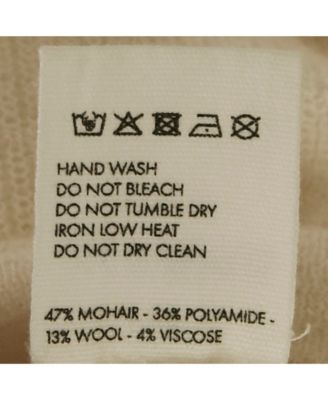 HAND WASH
DO NOT BLEACH
DO NOT TUMBLE DRY
IRON LOW HEAT
DO NOT DRY CLEAN
47% MOHAIR - 36% POLYAMIDE -
13% WOOL - 4% VISCOSE